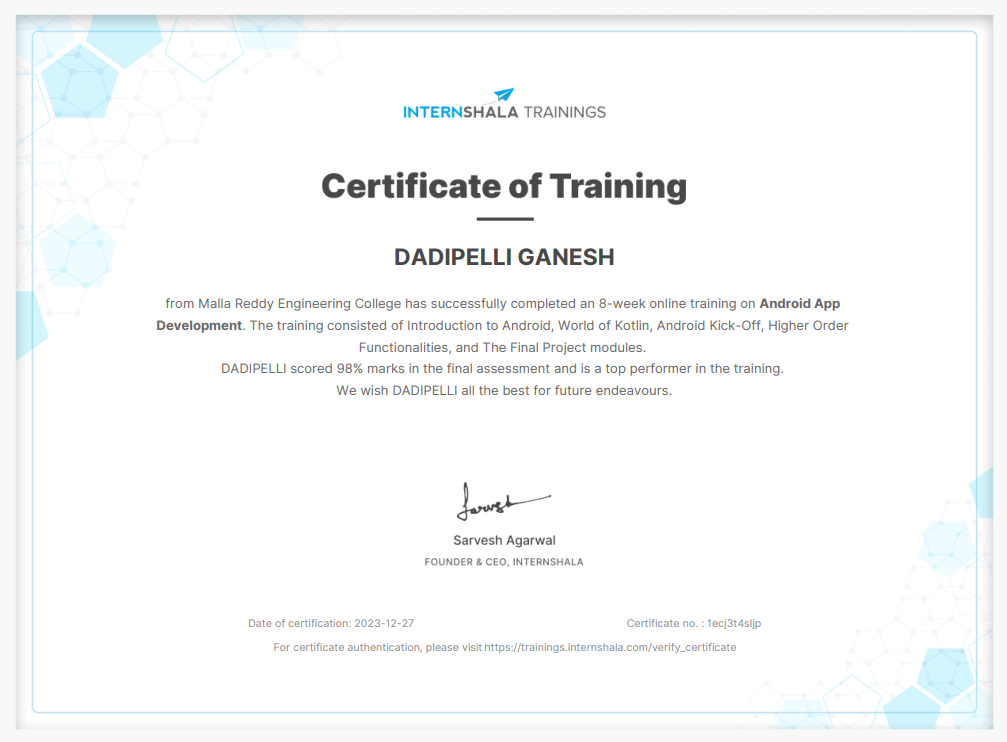 INTERNSHALA TRAININGS
Certificate of Training
DADIPELLI GANESH
from Malla Reddy Engineering College has successfully completed an 8-week online training on Android App
Development. The training consisted of Introduction to Android, World of Kotlin, Android Kick-Off, Higher Order
Functionalities, and The Final Project modules.
DADIPELLI scored 98% marks in the final assessment and is a top performer in the training.
We wish DADIPELLI all the best for future endeavours.
Sarvesh
Sarvesh Agarwal
FOUNDER & CEO, INTERNSHALA
Date of certification: 2023-12-27 Certificate no. : 1ecj3t4sljp
For certificate authentication, please visit https://trainings.internshala.com/verify_certificate